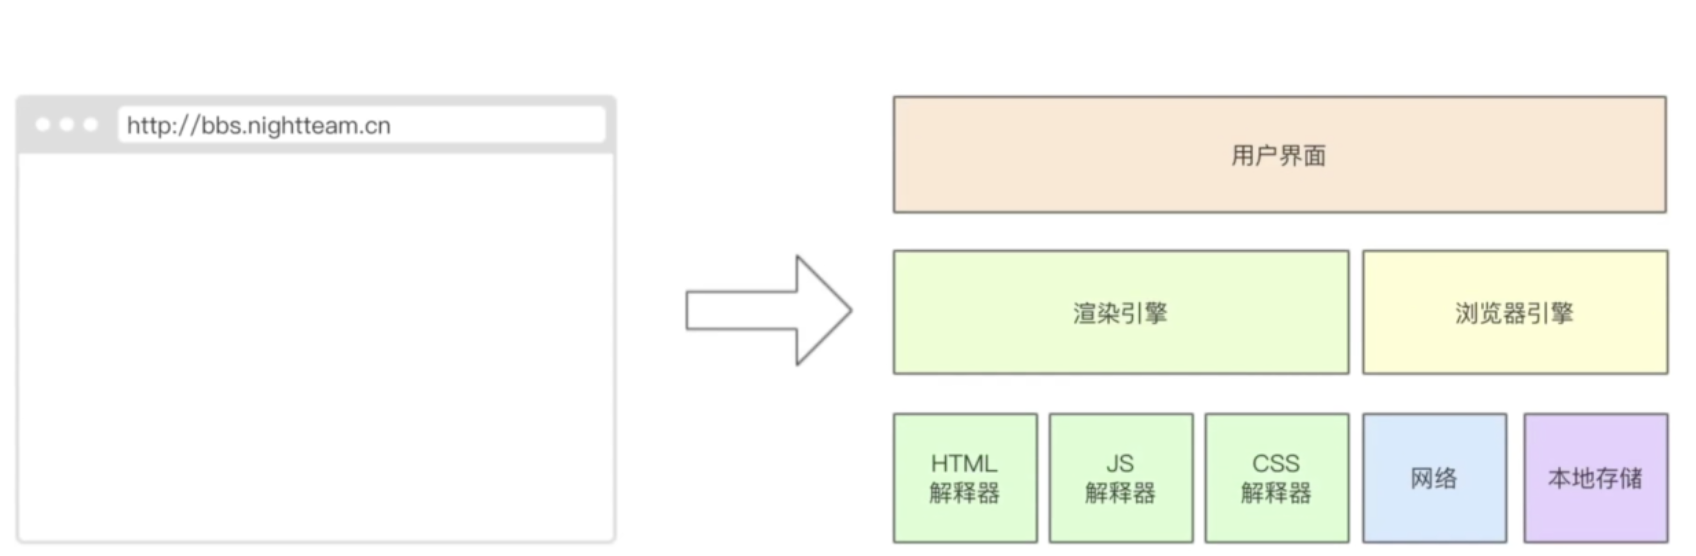 http://bbs.nightteam.cn
用户界面
渲染引擎
浏览器引擎
HTML
解释器
JS
解释器
CSS
解释器
网络
本地存储